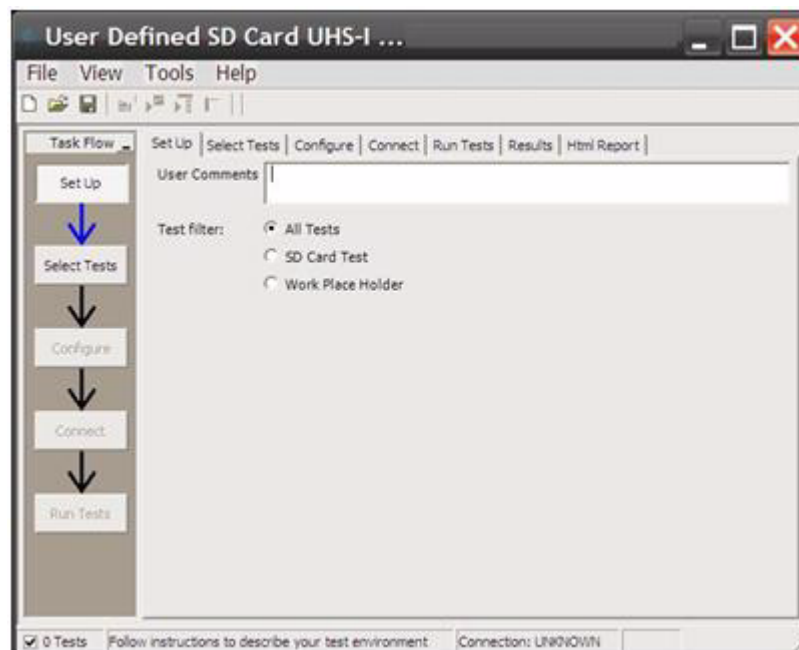 User Defined SD Card UHS-I ...
File View Tools Help
Task Flow
Set Up Select Tests Configure Connect Run Tests Results Html Report
Set Up
User Comments
Test filter:
All Tests
SD Card Test
Work Place Holder
Select Tests
Configure
Connect
Run Tests
0 Tests Follow instructions to describe your test environment Connection: UNKNOWN